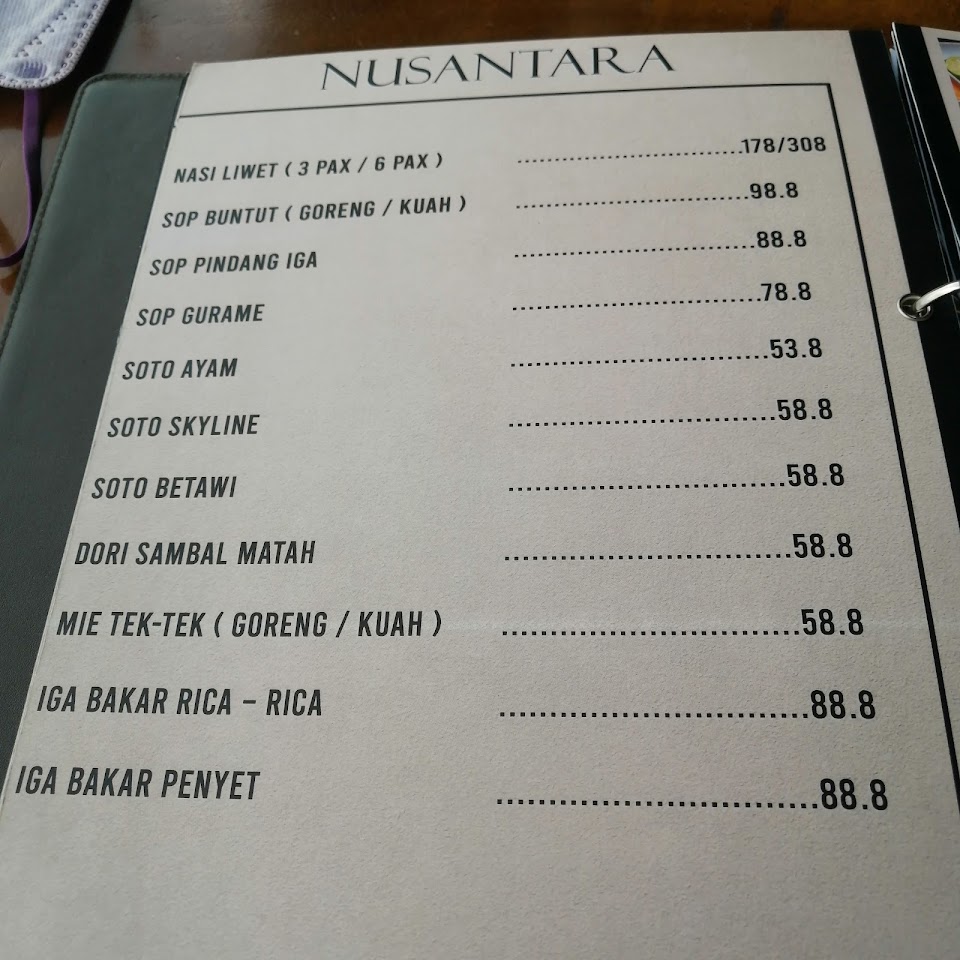 NUSANTARA
NASI LIWET ( 3 PAX / 6 PAX ) ........................................178/308
SOP BUNTUT ( GORENG / KUAH ) ........................................98.8
SOP PINDANG IGA ........................................88.8
SOP GURAME ........................................78.8
SOTO AYAM ........................................53.8
SOTO SKYLINE ........................................58.8
SOTO BETAWI ........................................58.8
DORI SAMBAL MATAH ........................................58.8
MIE TEK-TEK ( GORENG / KUAH ) ........................................58.8
IGA BAKAR RICA – RICA ........................................88.8
IGA BAKAR PENYET ........................................88.8